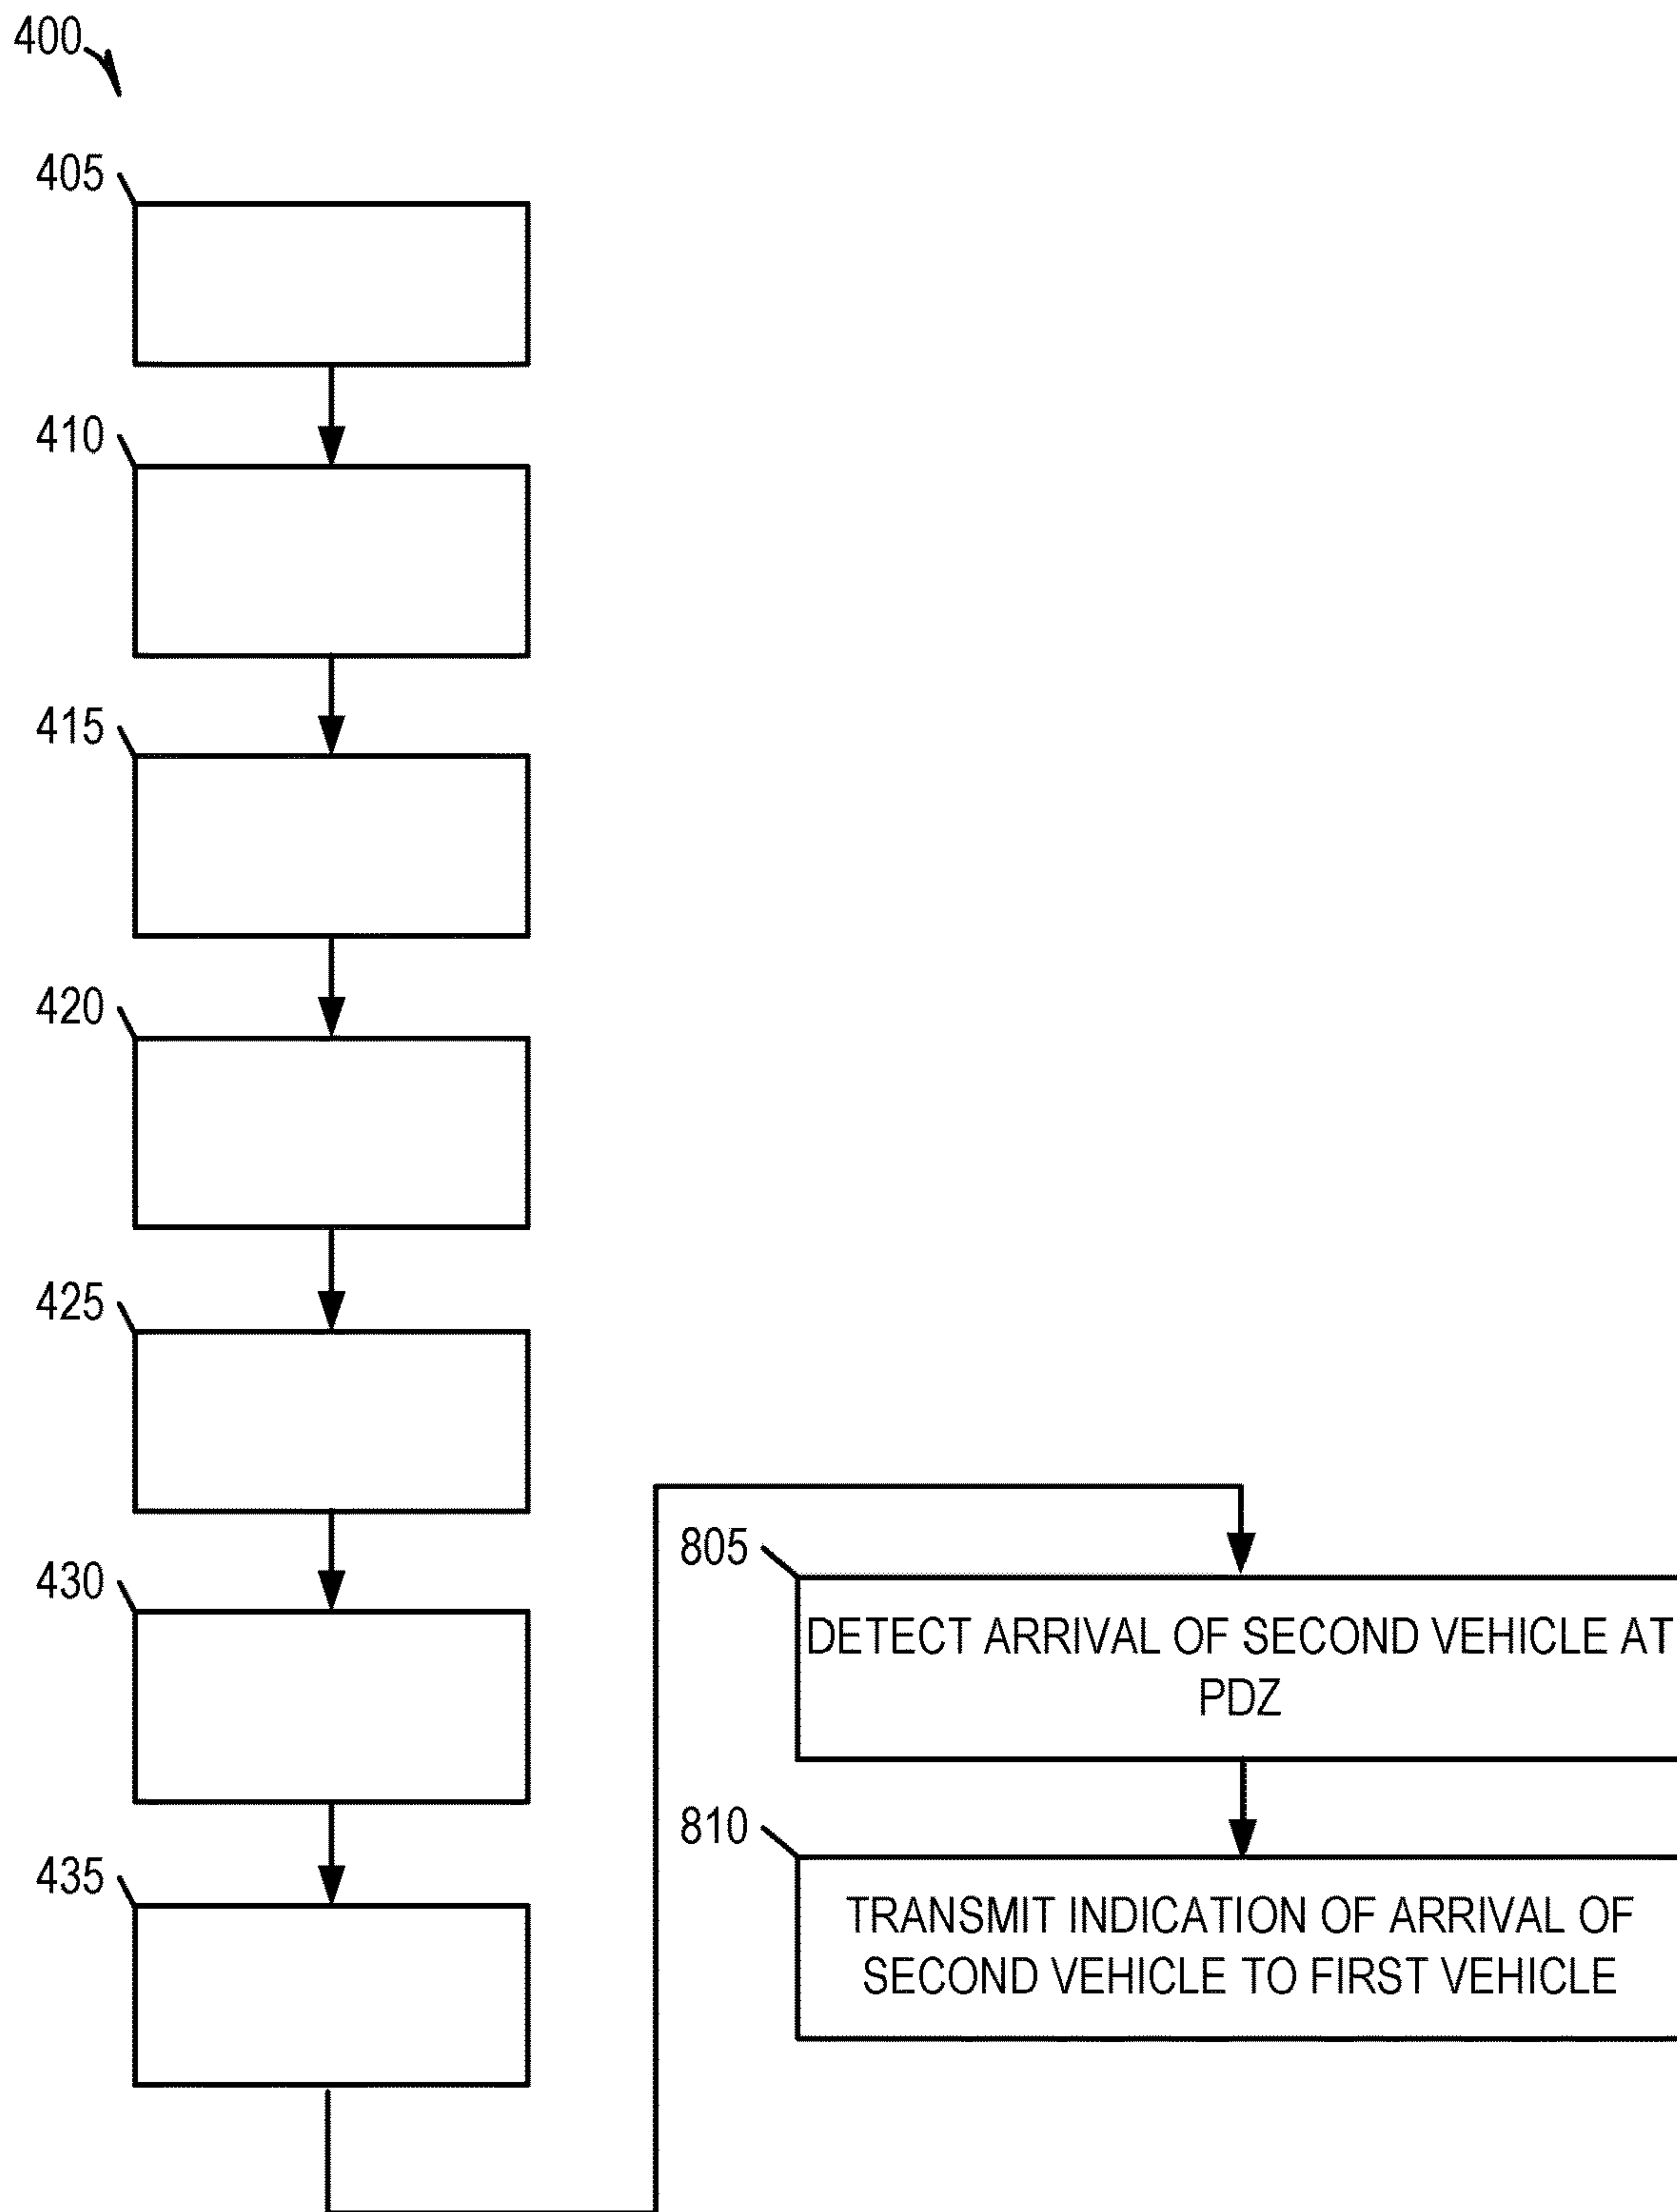 400
405
410
415
420
425
430
435
805
DETECT ARRIVAL OF SECOND VEHICLE AT
PDZ
810
TRANSMIT INDICATION OF ARRIVAL OF
SECOND VEHICLE TO FIRST VEHICLE